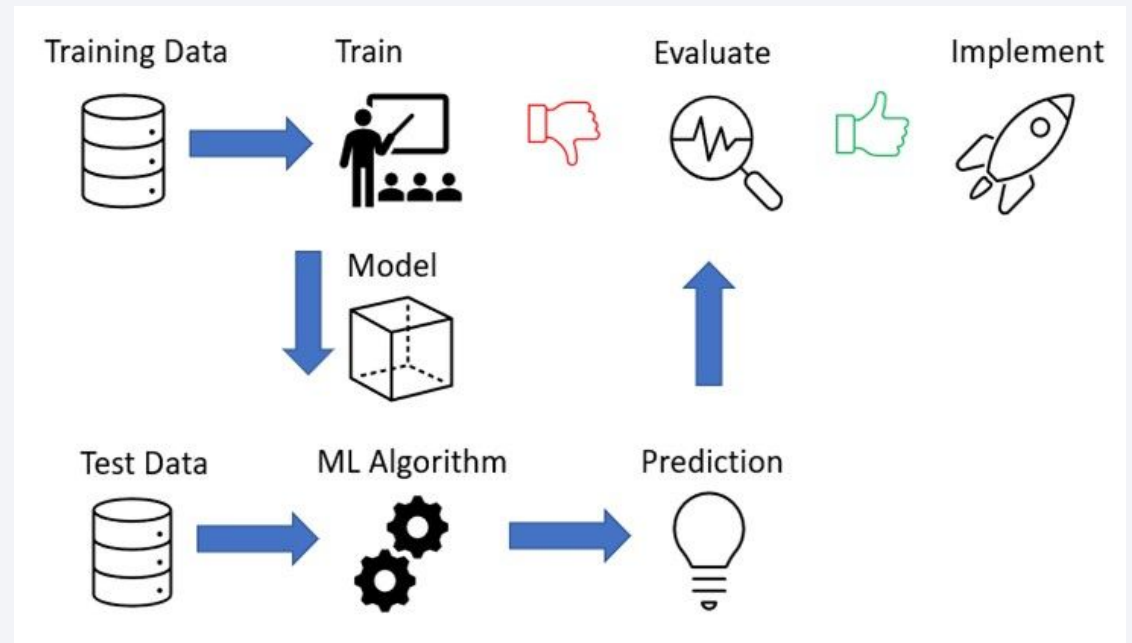 Training Data
Train
Evaluate
Implement
Model
Test Data
ML Algorithm
Prediction